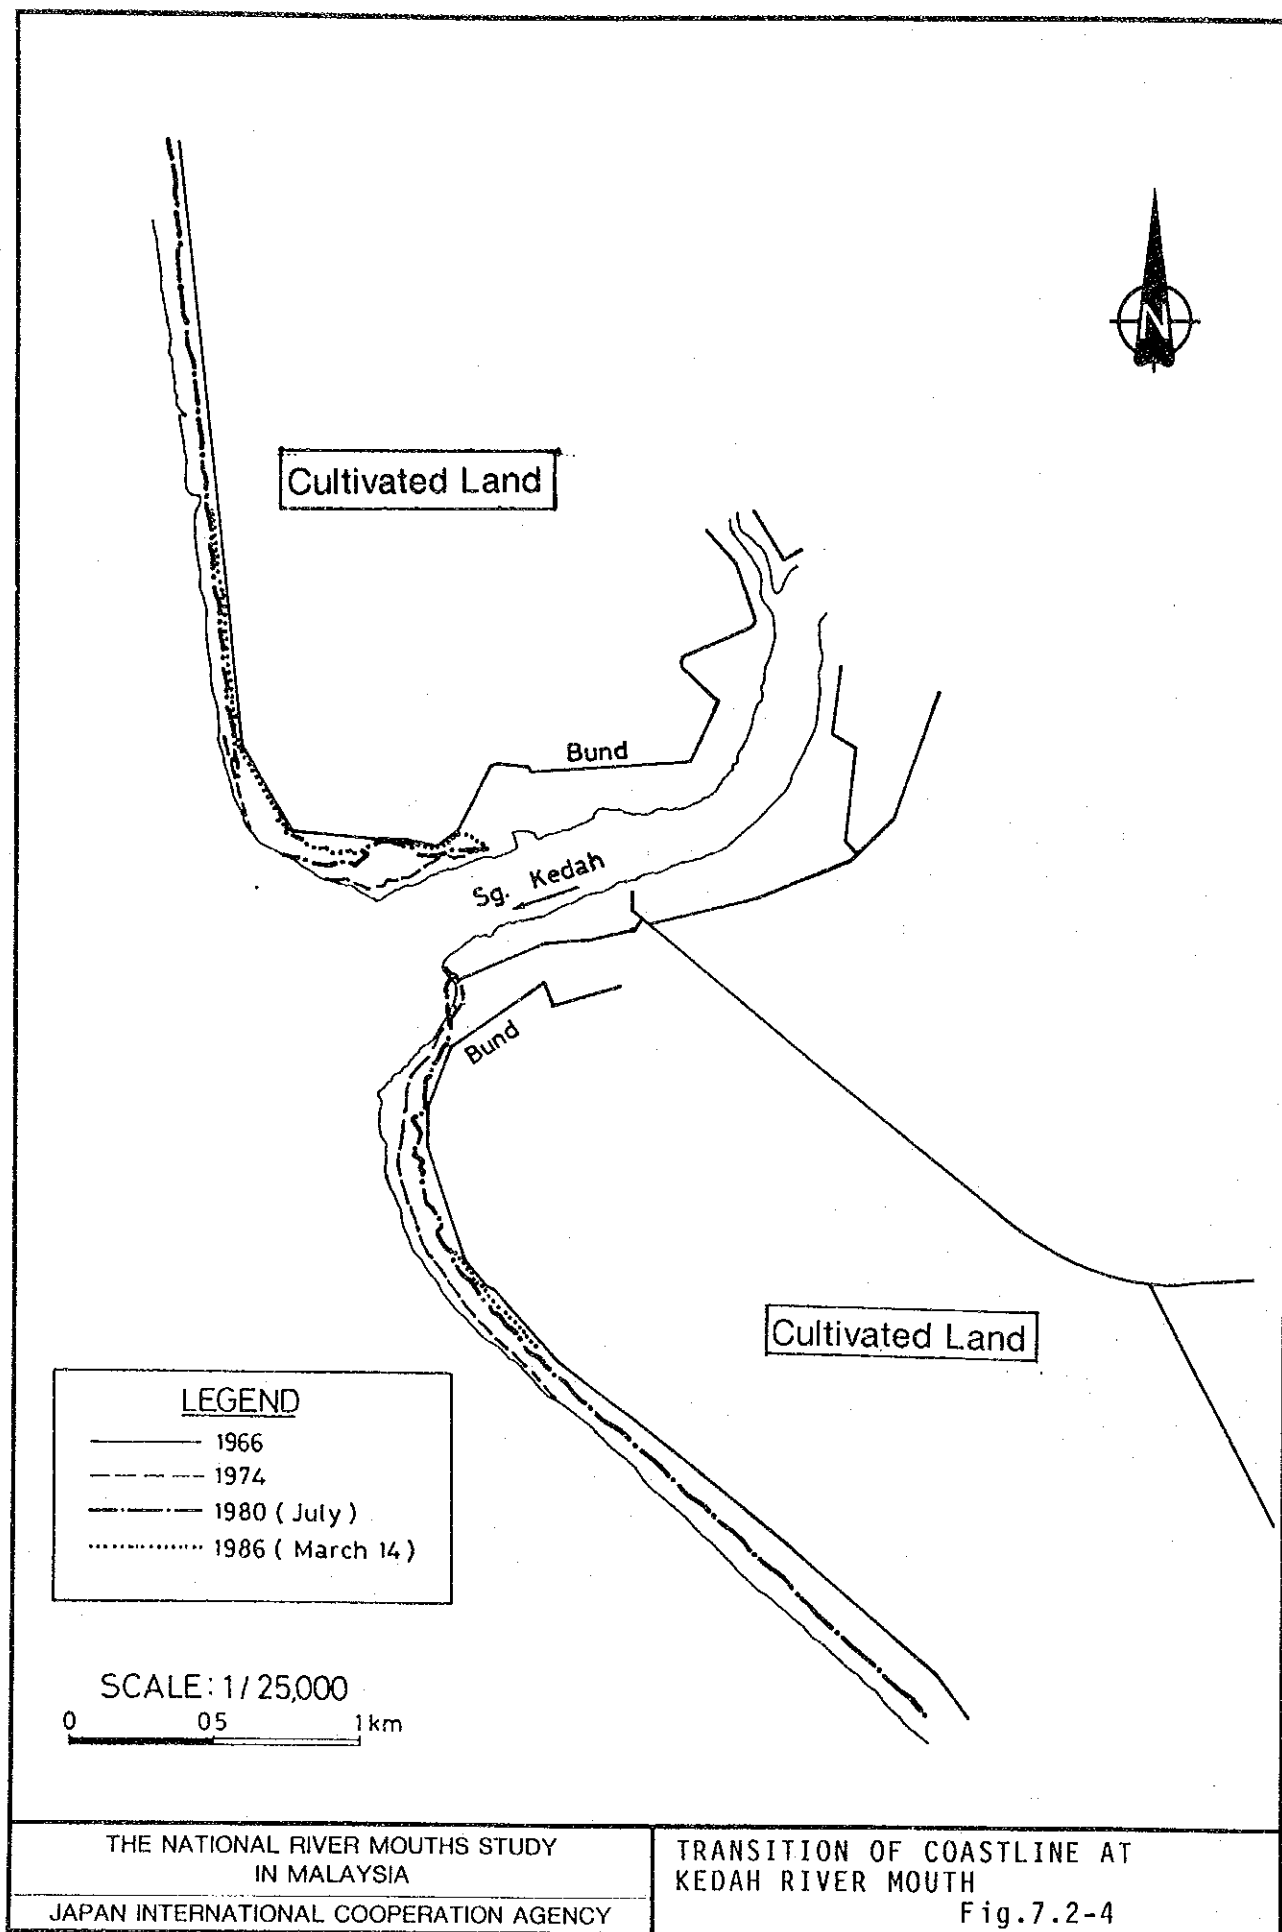 N
Cultivated Land
Bund
Sg. Kedah
Bund
Cultivated Land
LEGEND
1966
1974
1980 ( July )
1986 ( March 14 )
SCALE: 1/25,000
0 05 1km
THE NATIONAL RIVER MOUTHS STUDY
IN MALAYSIA
JAPAN INTERNATIONAL COOPERATION AGENCY
TRANSITION OF COASTLINE AT
KEDAH RIVER MOUTH
Fig.7.2-4